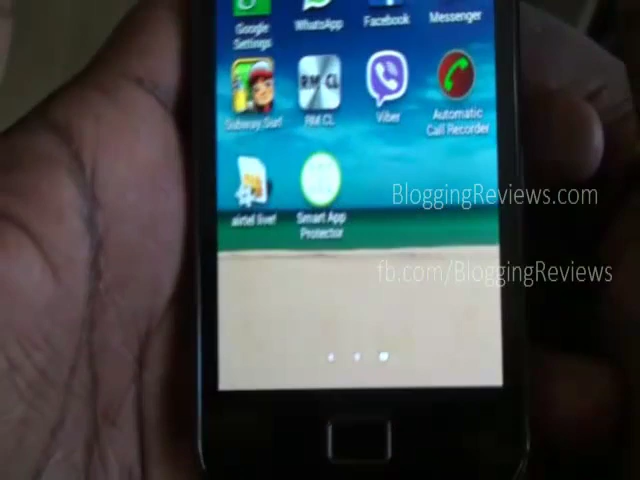 Google
Settings
WhatsApp
Facebook
Messenger
Subway Surf
RM CL
RM CL
Viber
Automatic
Call Recorder
airtel live!
Smart App
Protector
BloggingReviews.com
fb.com/BloggingReviews